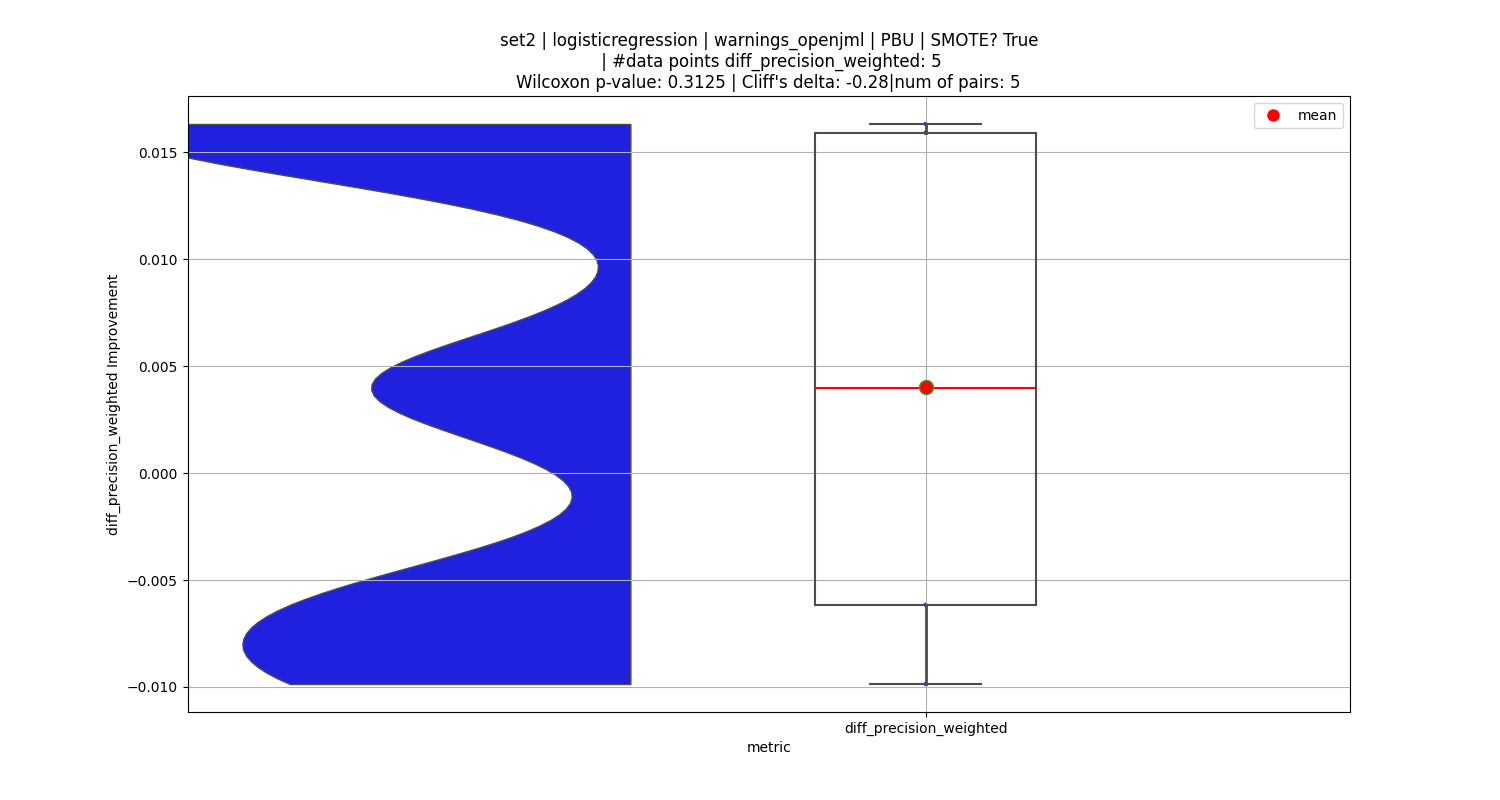 set2 | logisticregression | warnings_openjml | PBU | SMOTE? True
| #data points diff_precision_weighted: 5
Wilcoxon p-value: 0.3125 | Cliff's delta: -0.28|num of pairs: 5
mean
0.015
0.010
0.005
0.000
−0.005
−0.010
diff_precision_weighted Improvement
diff_precision_weighted
metric